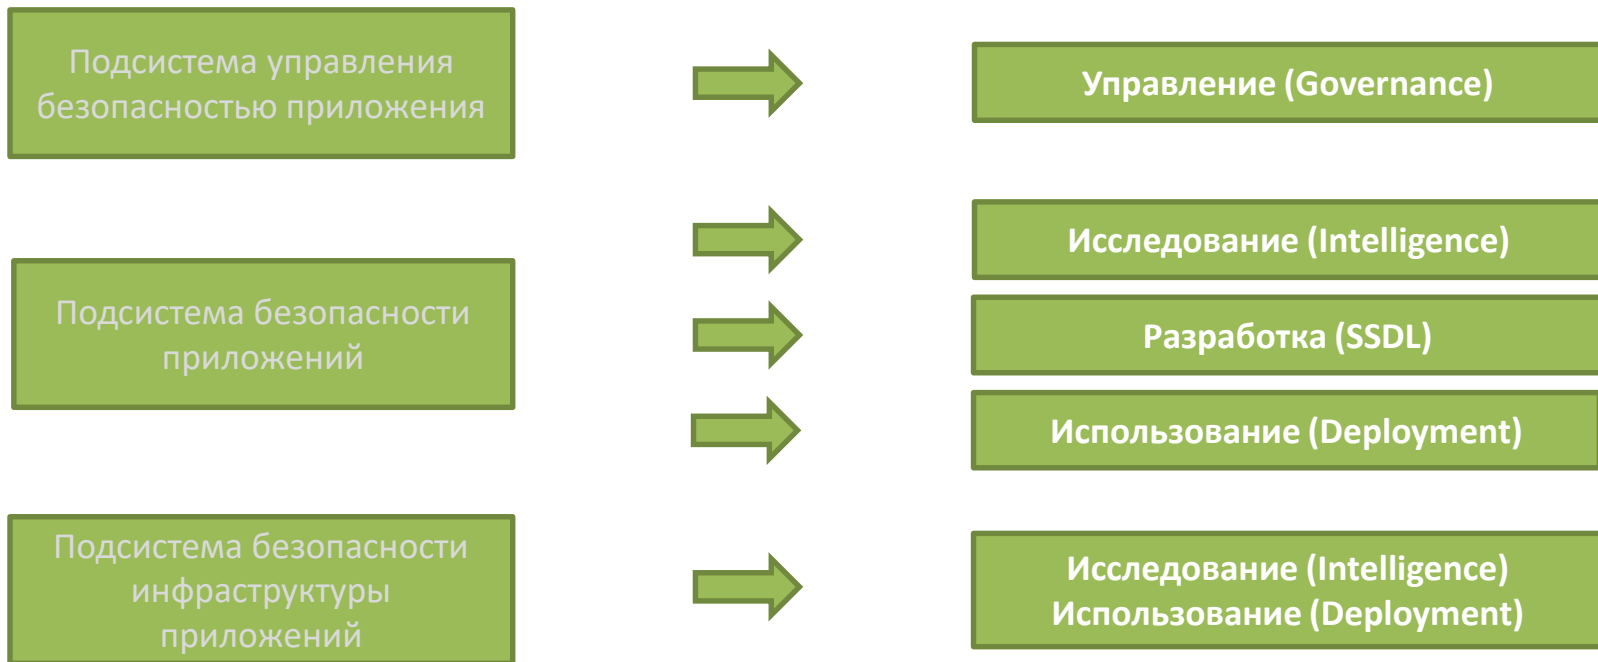 Подсистема управления
безопасностью приложения
Управление (Governance)
Подсистема безопасности
приложений
Исследование (Intelligence)
Разработка (SSDL)
Использование (Deployment)
Подсистема безопасности
инфраструктуры
приложений
Исследование (Intelligence)
Использование (Deployment)